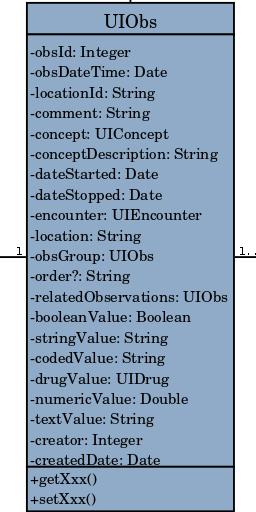 UIObs
-obsId: Integer
-obsDateTime: Date
-locationId: String
-comment: String
-concept: UIConcept
-conceptDescription: String
-dateStarted: Date
-dateStopped: Date
-encounter: UIEncounter
-location: String
1
-obsGroup: UIObs
1..
-order?: String
-relatedObservations: UIObs
-booleanValue: Boolean
-stringValue: String
-codedValue: String
-drugValue: UIDrug
-numericValue: Double
-textValue: String
-creator: Integer
-createdDate: Date
+getXxx()
+setXxx()